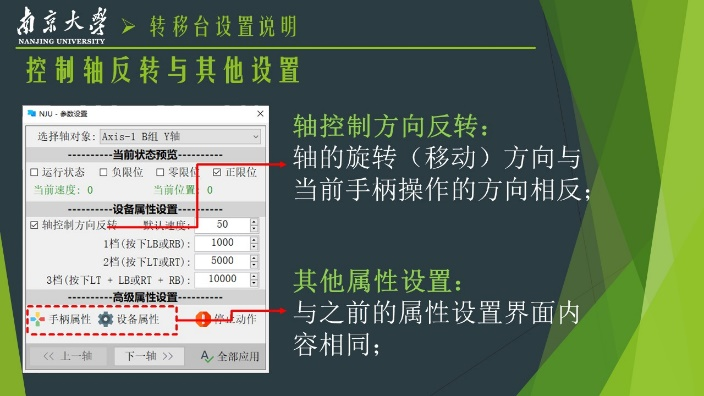 南京大學
NANJING UNIVERSITY
转移台设置说明
控制轴反转与其他设置
NJU - 参数设置
选择轴对象: Axis-1 B组 Y轴
----------当前状态预览----------
运行状态 负限位 零限位 正限位
当前速度: 0 当前位置: 0
----------设备属性设置----------
轴控制方向反转 默认速度: 50
1档(按下LB或RB): 1000
2档(按下LT或RT): 5000
3档(按下LT + LB或RT + RB): 10000
----------高级属性设置----------
手柄属性 设备属性 停止动作
<< 上一轴 下一轴 >> 全部应用
轴控制方向反转：
轴的旋转（移动）方向与
当前手柄操作的方向相反；
其他属性设置：
与之前的属性设置界面内
容相同；